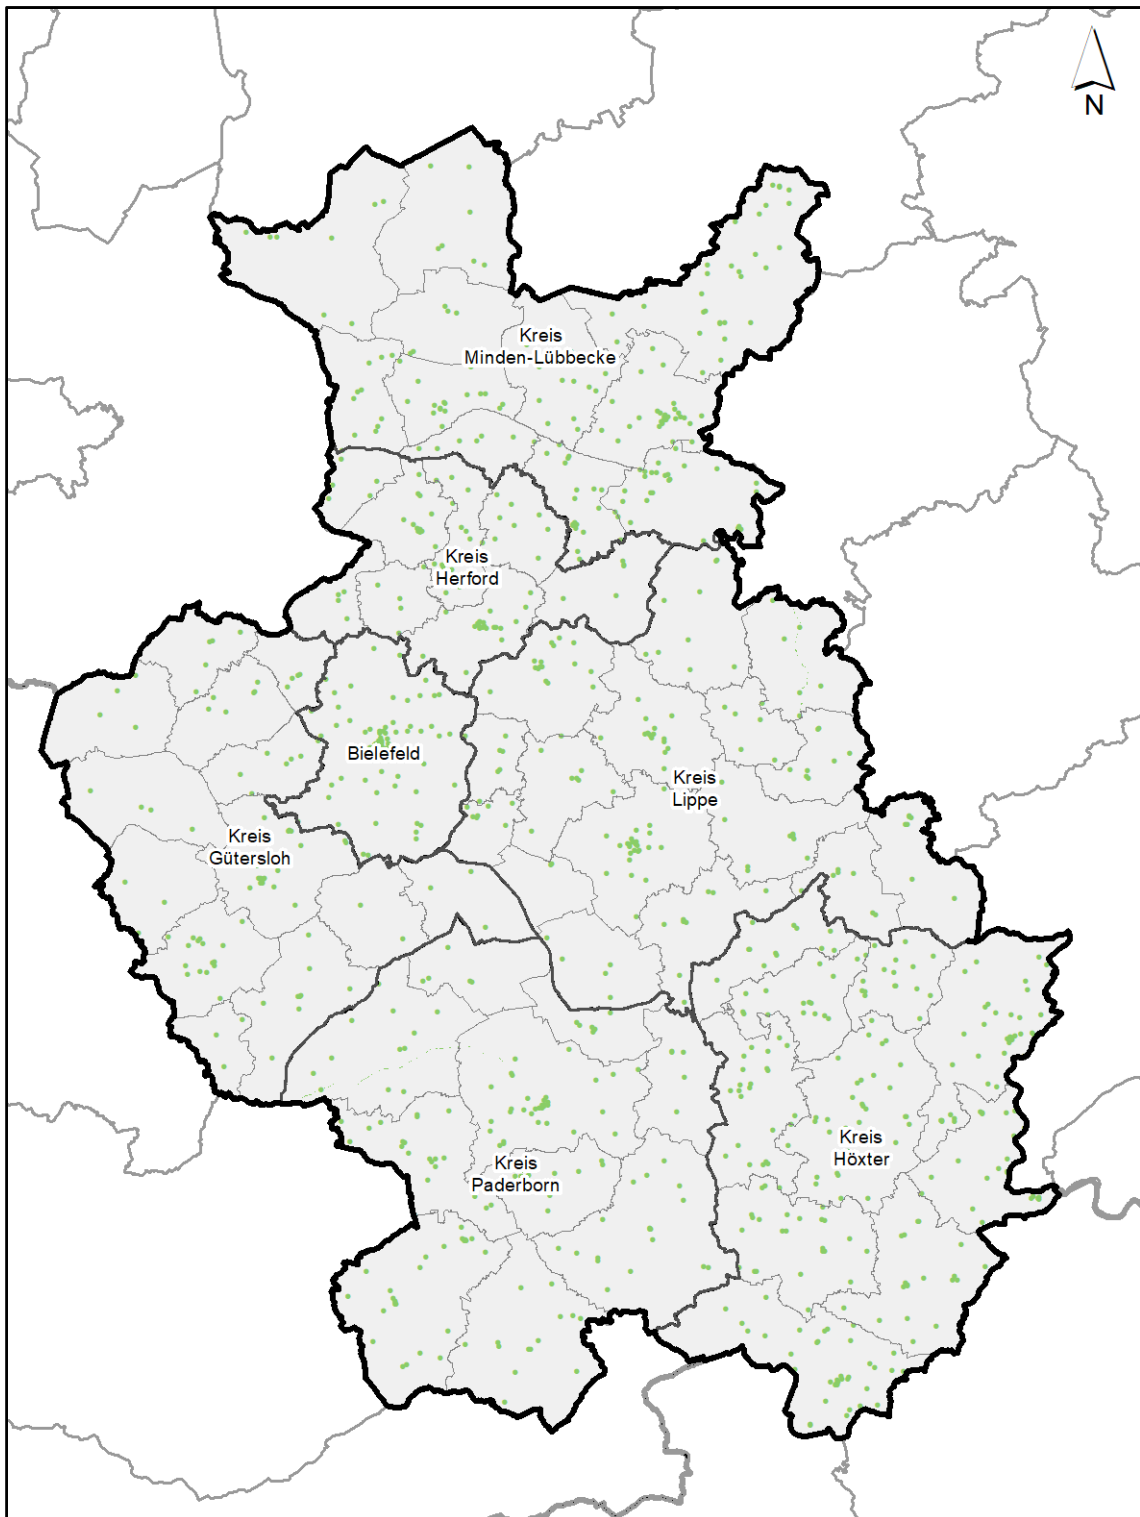 N
Kreis
Minden-Lübbecke
Kreis
Herford
Bielefeld
Kreis
Lippe
Kreis
Gütersloh
Kreis
Höxter
Kreis
Paderborn